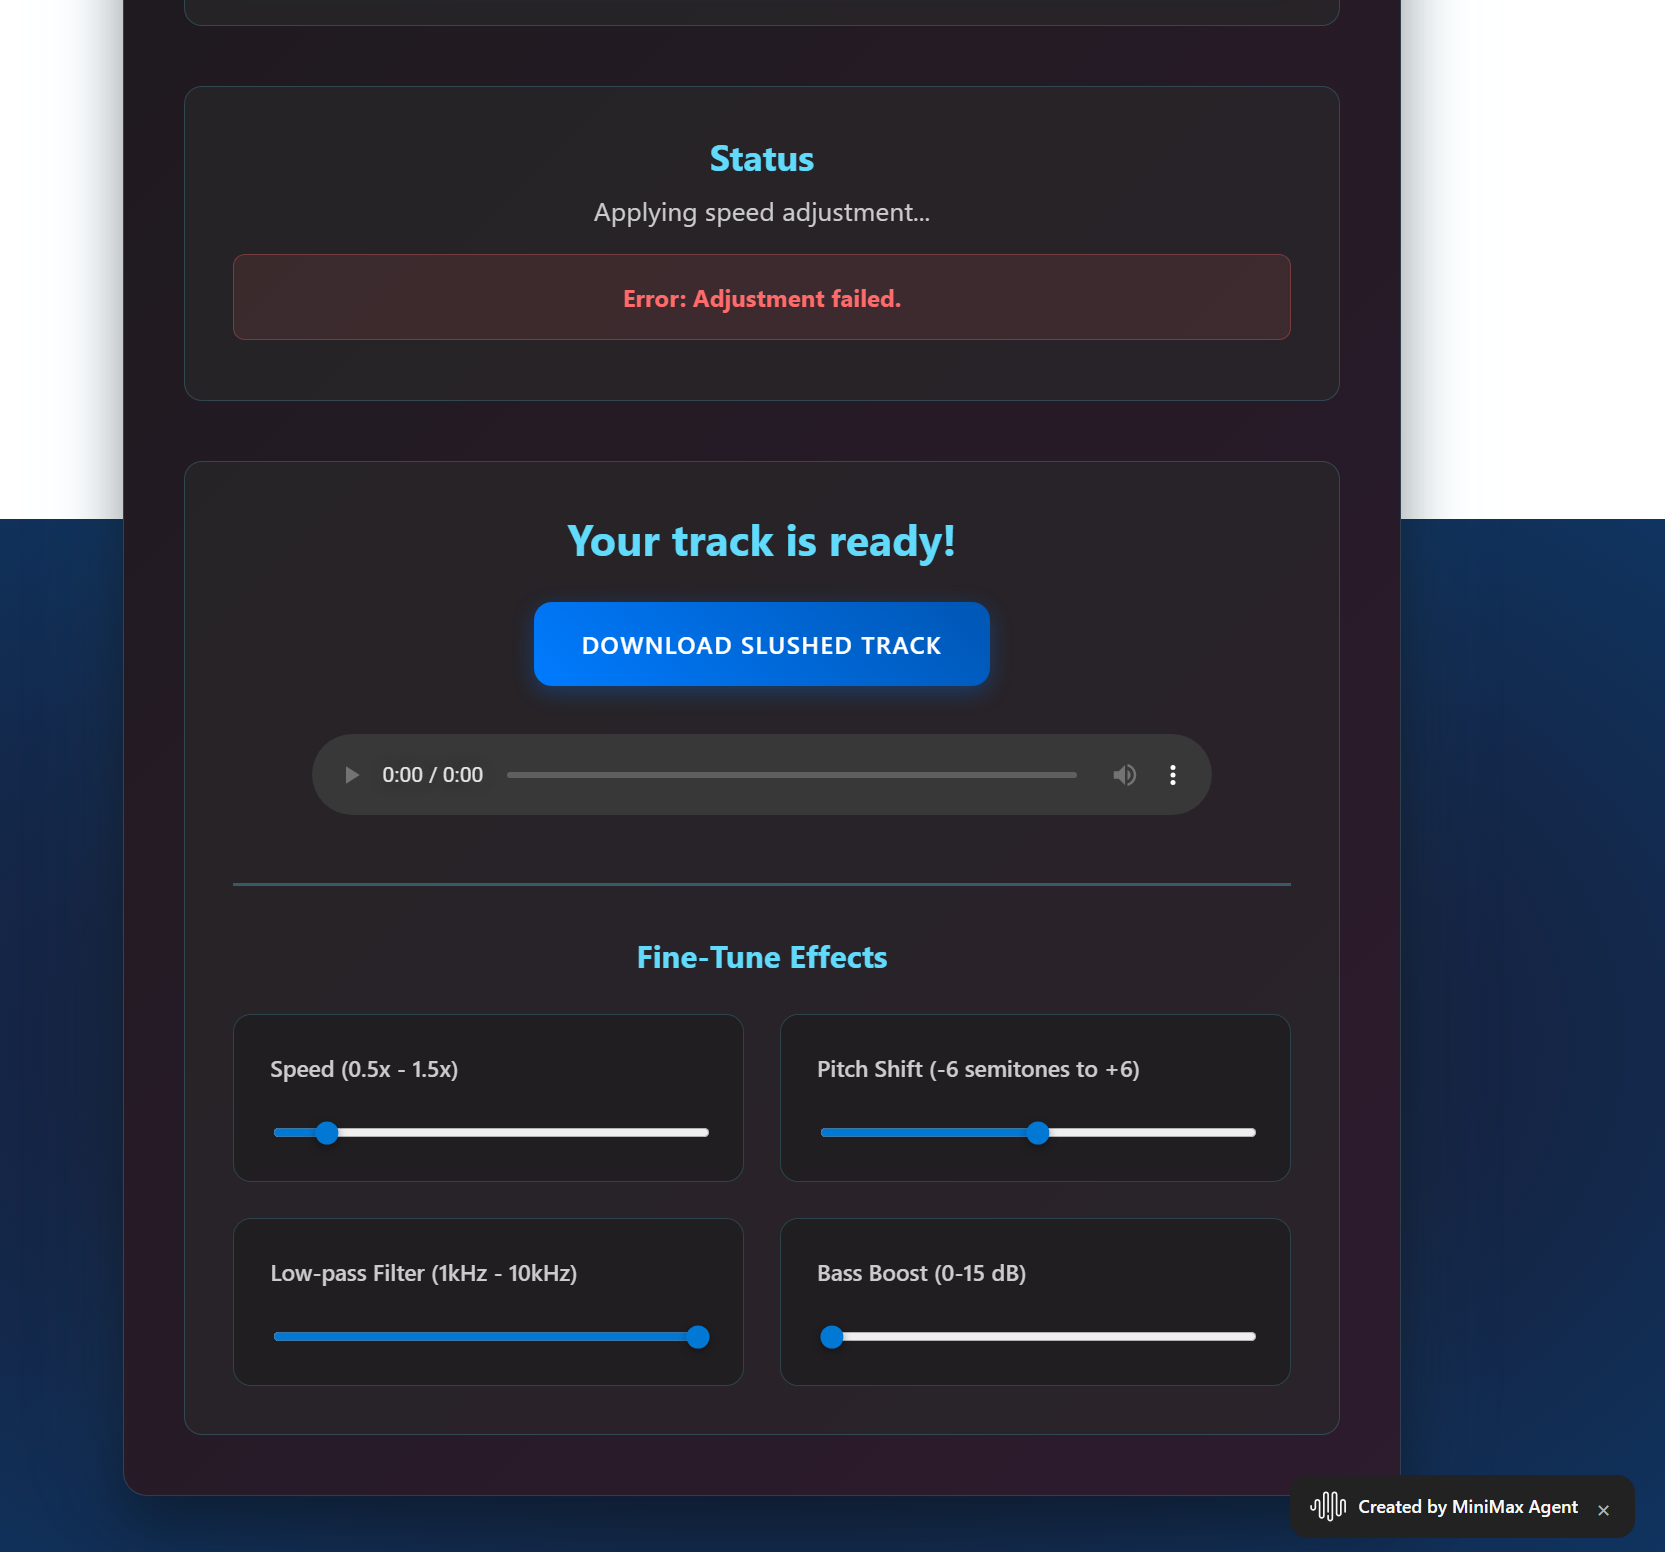 Status
Applying speed adjustment...
Error: Adjustment failed.
Your track is ready!
DOWNLOAD SLUSHED TRACK
0:00 / 0:00
Fine-Tune Effects
Speed (0.5x - 1.5x)
Pitch Shift (-6 semitones to +6)
Low-pass Filter (1kHz - 10kHz)
Bass Boost (0-15 dB)
Created by MiniMax Agent ×